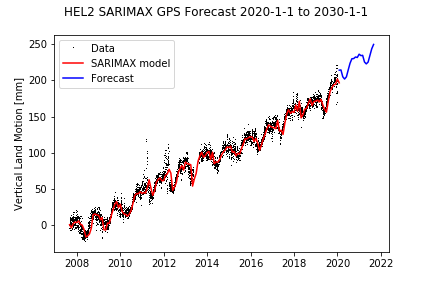 HEL2 SARIMAX GPS Forecast 2020-1-1 to 2030-1-1
Data
SARIMAX model
Forecast
Vertical Land Motion [mm]
250
200
150
100
50
0
2008 2010 2012 2014 2016 2018 2020 2022